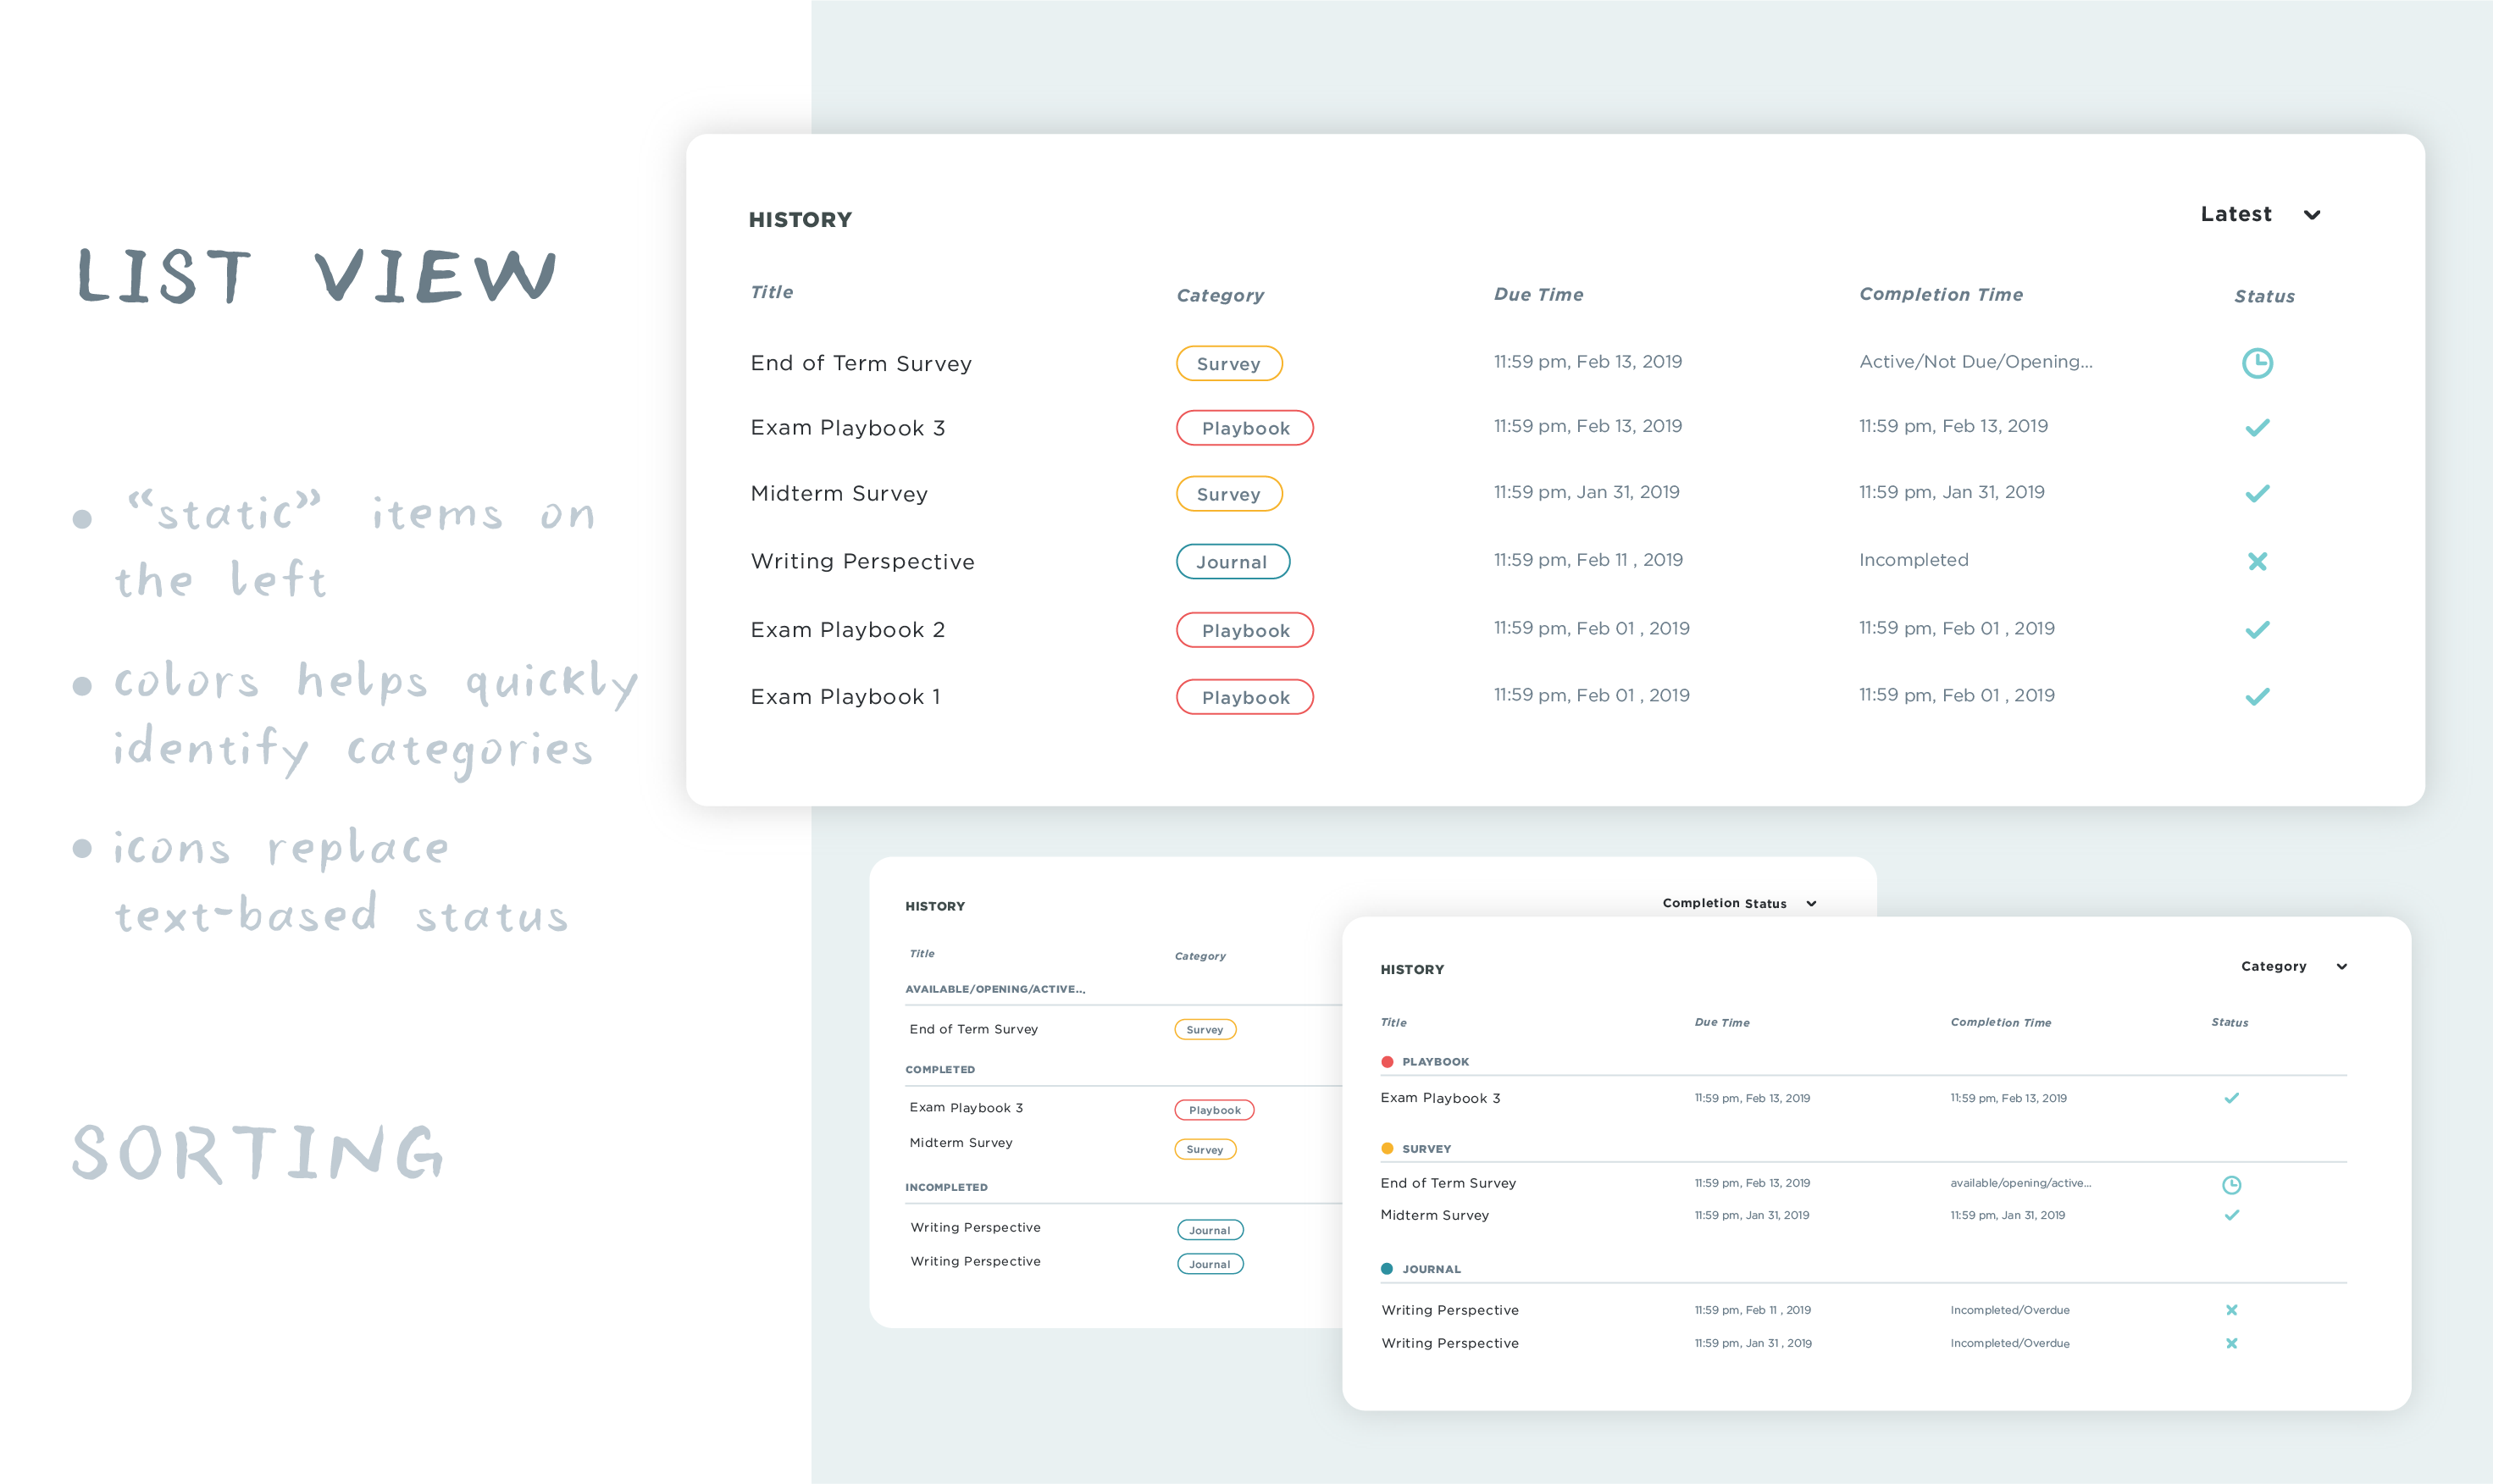 LIST VIEW
• “static” items on
the left
• colors helps quickly
identify categories
• icons replace
text-based status
SORTING
HISTORY
Latest
Title Category Due Time Completion Time Status
End of Term Survey Survey 11:59 pm, Feb 13, 2019 Active/Not Due/Opening...
Exam Playbook 3 Playbook 11:59 pm, Feb 13, 2019 11:59 pm, Feb 13, 2019
Midterm Survey Survey 11:59 pm, Jan 31, 2019 11:59 pm, Jan 31, 2019
Writing Perspective Journal 11:59 pm, Feb 11 , 2019 Incompleted
Exam Playbook 2 Playbook 11:59 pm, Feb 01 , 2019 11:59 pm, Feb 01 , 2019
Exam Playbook 1 Playbook 11:59 pm, Feb 01 , 2019 11:59 pm, Feb 01 , 2019
HISTORY
Completion Status
Title Category
AVAILABLE/OPENING/ACTIVE...
End of Term Survey Survey
COMPLETED
Exam Playbook 3 Playbook
Midterm Survey Survey
INCOMPLETED
Writing Perspective Journal
Writing Perspective Journal
HISTORY
Category
Title Due Time Completion Time Status
PLAYBOOK
Exam Playbook 3 11:59 pm, Feb 13, 2019 11:59 pm, Feb 13, 2019
SURVEY
End of Term Survey 11:59 pm, Feb 13, 2019 available/opening/active...
Midterm Survey 11:59 pm, Jan 31, 2019 11:59 pm, Jan 31, 2019
JOURNAL
Writing Perspective 11:59 pm, Feb 11 , 2019 Incompleted/Overdue
Writing Perspective 11:59 pm, Jan 31 , 2019 Incompleted/Overdue